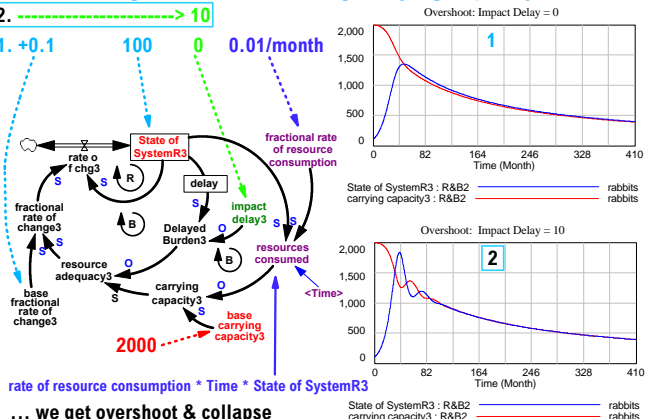 2. --------------------> 10
1. +0.1
100
0
0.01/month
State of
SystemR3
rate o
f chg3
S
S
R
B
delay
S
fractional
rate of
change3
S
S
base
fractional
rate of
change3
resource
adequacy3
O
S
Delayed
Burden3
O
impact
delay3
B
S
S
fractional rate
of resource
consumption
resources
consumed
<Time>
carrying
capacity3
O
S
base
carrying
capacity3
2000
rate of resource consumption * Time * State of SystemR3
... we get overshoot & collapse
Overshoot: Impact Delay = 0
1
2,000
1,500
1,000
500
0
0 82 164 246 328 410
Time (Month)
State of SystemR3 : R&B2 rabbits
carrying capacity3 : R&B2 rabbits
Overshoot: Impact Delay = 10
2
2,000
1,500
1,000
500
0
0 82 164 246 328 410
Time (Month)
State of SystemR3 : R&B2 rabbits
carrying capacity3 : R&B2 rabbits